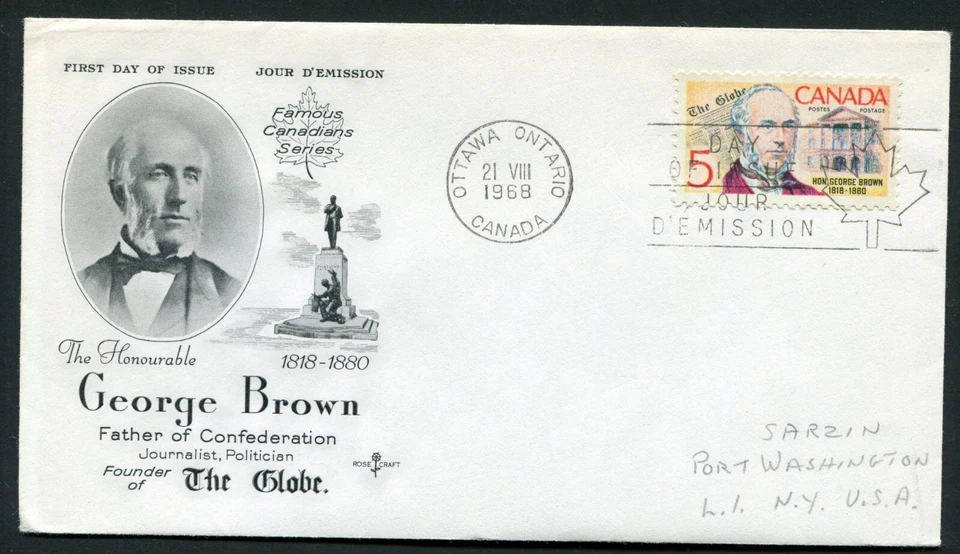 FIRST DAY OF ISSUE JOUR D'EMISSION
Famous
Canadians
Series
The Honourable 1818-1880
George Brown
Father of Confederation
Journalist, Politician
Founder
of The Globe.
ROSE CRAFT
OTTAWA ONTARIO
21 VIII
1968
CANADA
The Globe CANADA
POSTES POSTAGE
5
HON. GEORGE BROWN
1818-1880
DAY
OF ISSUE
JOUR
D'EMISSION
SARZIN
PORT WASHINGTON
L.I. N.Y. U.S.A.